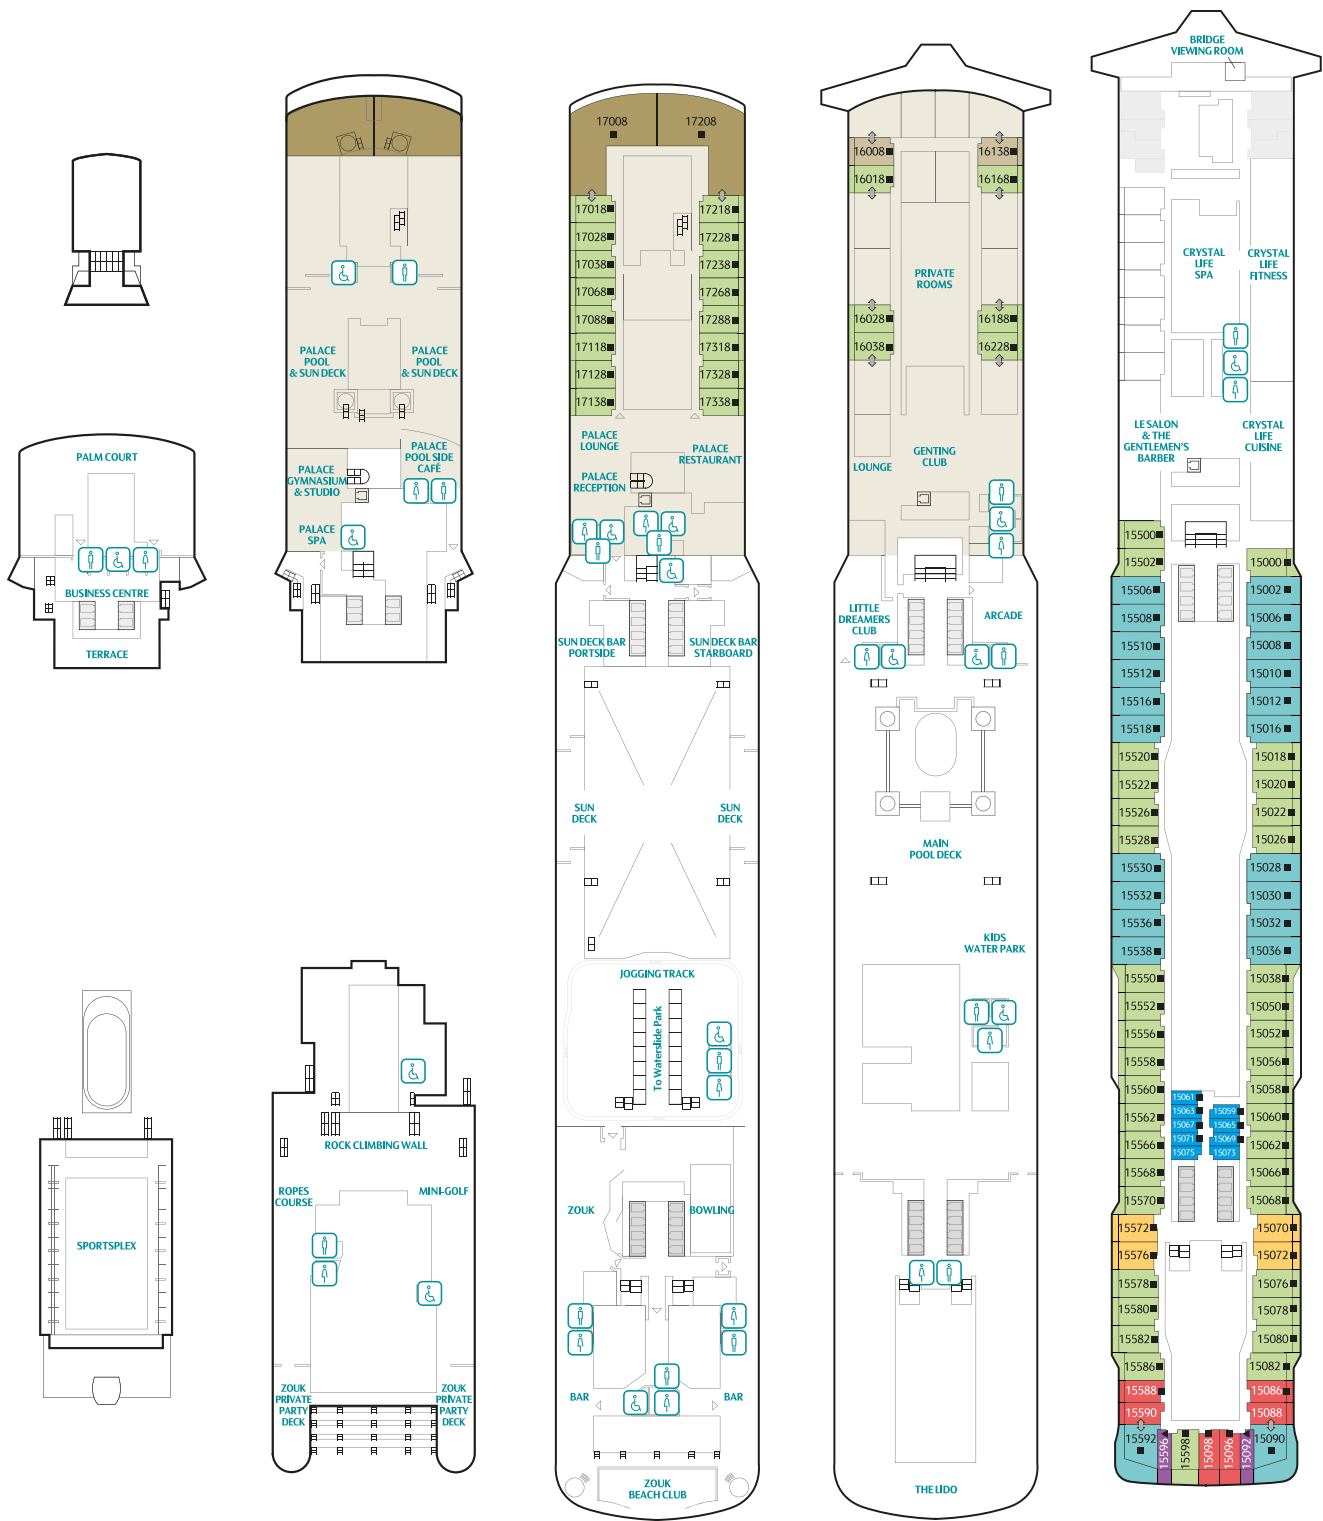 PALM COURT
BUSINESS CENTRE
TERRACE
SPORTSPLEX
PALACE
POOL
& SUN DECK
PALACE
POOL
& SUN DECK
PALACE
POOL SIDE
CAFÉ
PALACE
GYMNASIUM
& STUDIO
PALACE
SPA
ROCK CLIMBING WALL
ROPES
COURSE
MINI-GOLF
ZOUK
PRIVATE
PARTY
DECK
ZOUK
PRIVATE
PARTY
DECK
17008
17208
17018
17218
17028
17228
17038
17238
17068
17268
17088
17288
17118
17318
17128
17328
17138
17338
PALACE
LOUNGE
PALACE
RESTAURANT
PALACE
RECEPTION
SUN DECK BAR
PORTSIDE
SUN DECK BAR
STARBOARD
SUN
DECK
SUN
DECK
JOGGING TRACK
To Waterslide Park
ZOUK
BOWLING
BAR
BAR
ZOUK
BEACH CLUB
16008
16138
16018
16168
PRIVATE
ROOMS
16028
16188
16038
16228
GENTING
CLUB
LOUNGE
LITTLE
DREAMERS
CLUB
ARCADE
MAIN
POOL DECK
KIDS
WATER PARK
THE LIDO
BRIDGE
VIEWING ROOM
CRYSTAL
LIFE
SPA
CRYSTAL
LIFE
FITNESS
LE SALON
& THE
GENTLEMEN'S
BARBER
CRYSTAL
LIFE
CUISINE
15500
15502
15000
15506
15002
15508
15006
15510
15008
15512
15010
15516
15012
15518
15016
15520
15018
15522
15020
15526
15022
15528
15026
15530
15028
15532
15030
15536
15032
15538
15036
15550
15038
15552
15050
15556
15052
15558
15056
15560
15058
15061
15063
15059
15067
15065
15071
15069
15075
15073
15562
15060
15566
15062
15568
15066
15570
15068
15572
15070
15576
15072
15578
15076
15580
15078
15582
15080
15586
15082
15588
15086
15590
15088
15592
15596
15598
15098
15096
15092
15090